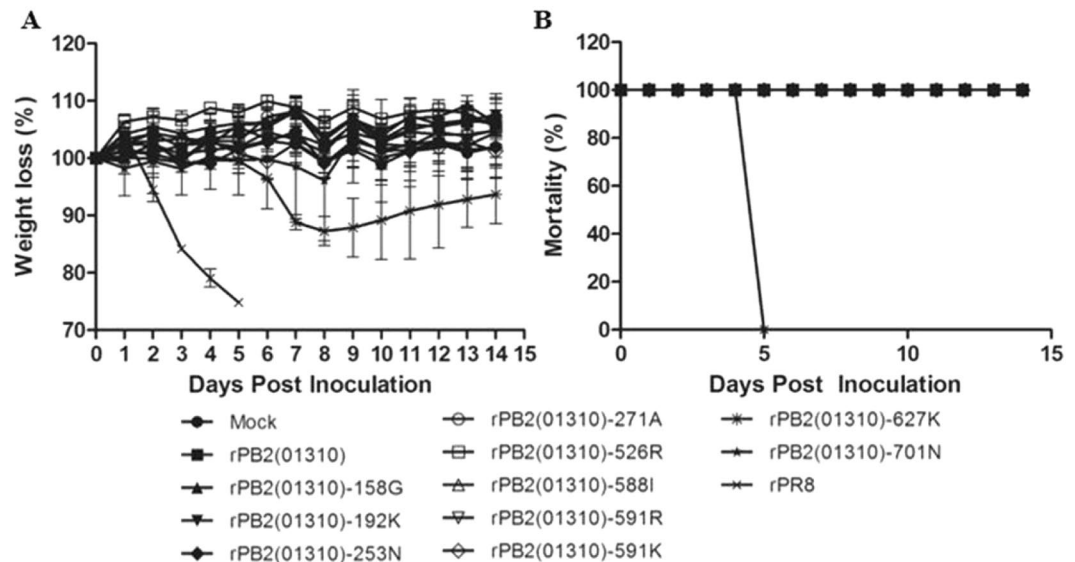 A
B
Weight loss (%)
120
110
100
90
80
70
0 1 2 3 4 5 6 7 8 9 10 11 12 13 14 15
Days Post Inoculation
Mortality (%)
120
100
80
60
40
20
0
0 5 10 15
Days Post Inoculation
Mock
rPB2(01310)
rPB2(01310)-158G
rPB2(01310)-192K
rPB2(01310)-253N
rPB2(01310)-271A
rPB2(01310)-526R
rPB2(01310)-588I
rPB2(01310)-591R
rPB2(01310)-591K
rPB2(01310)-627K
rPB2(01310)-701N
rPR8